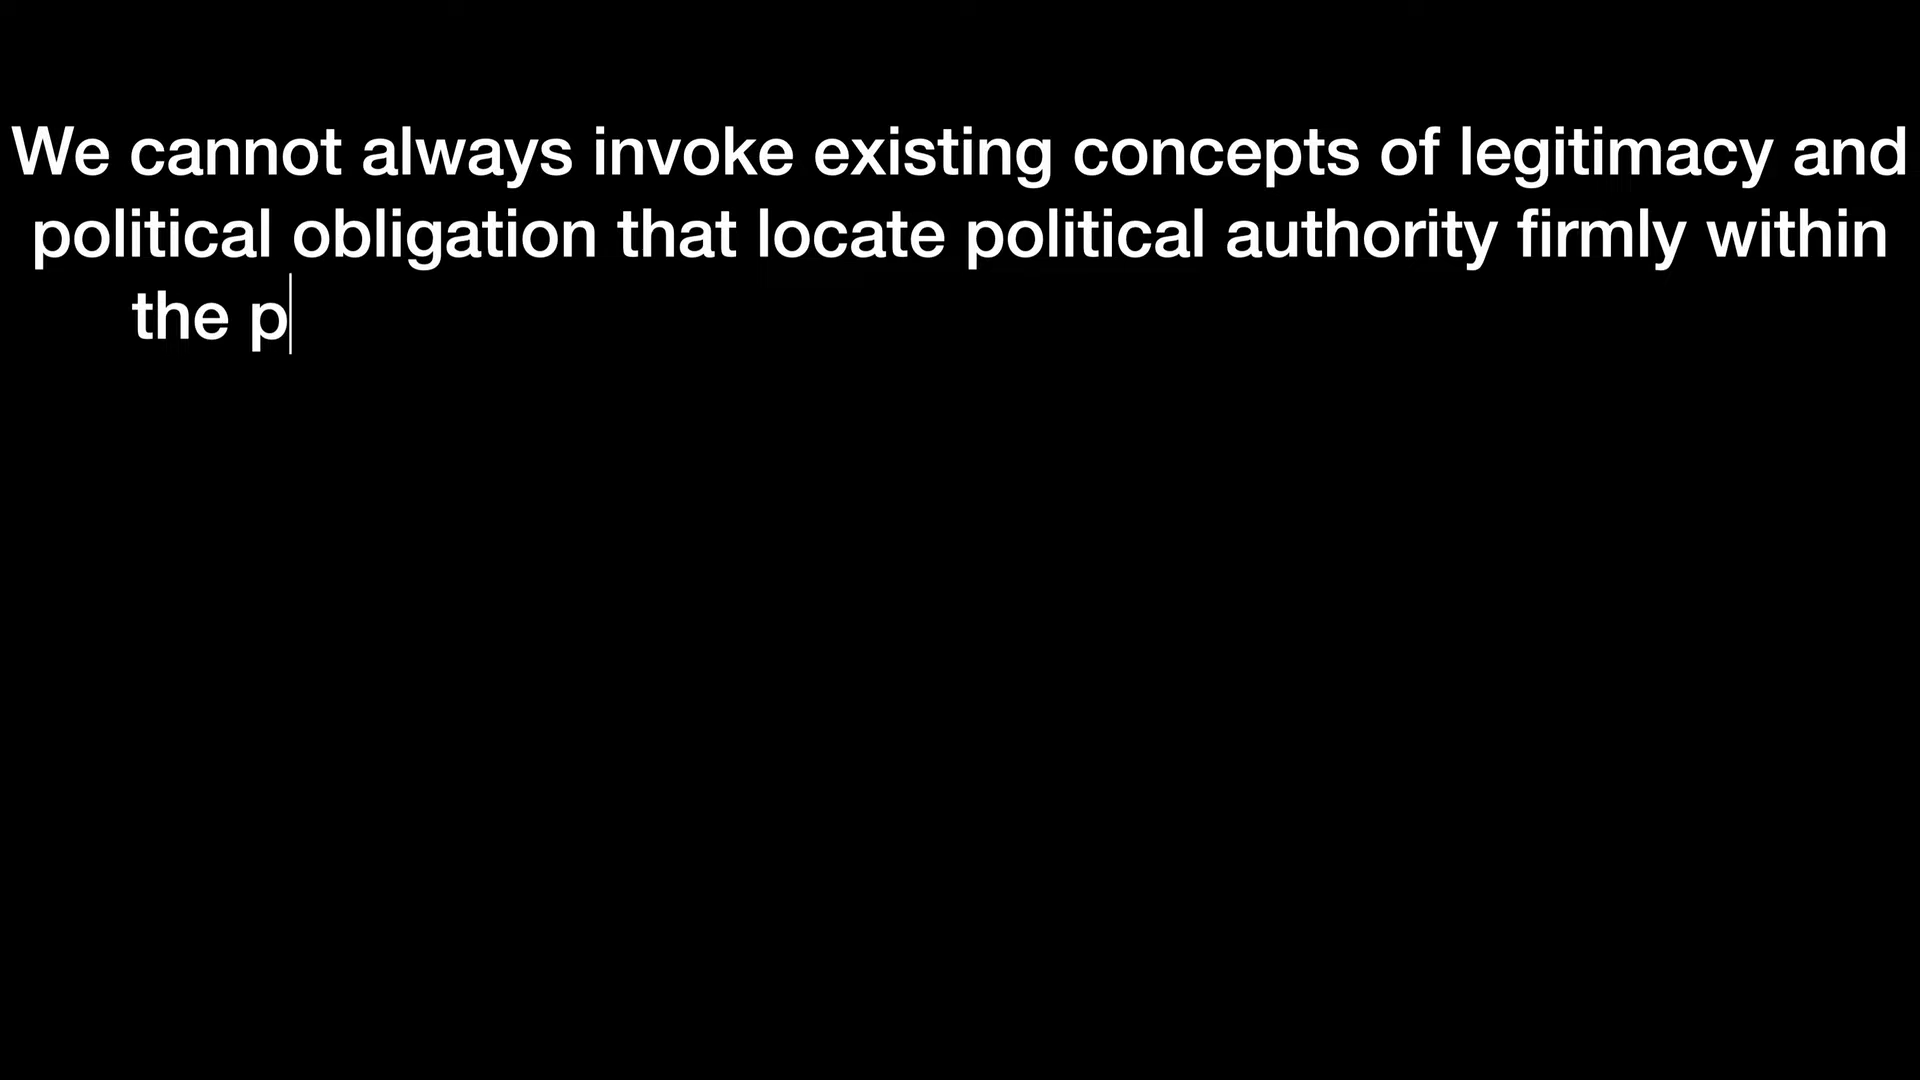 We cannot always invoke existing concepts of legitimacy and
political obligation that locate political authority firmly within
the p